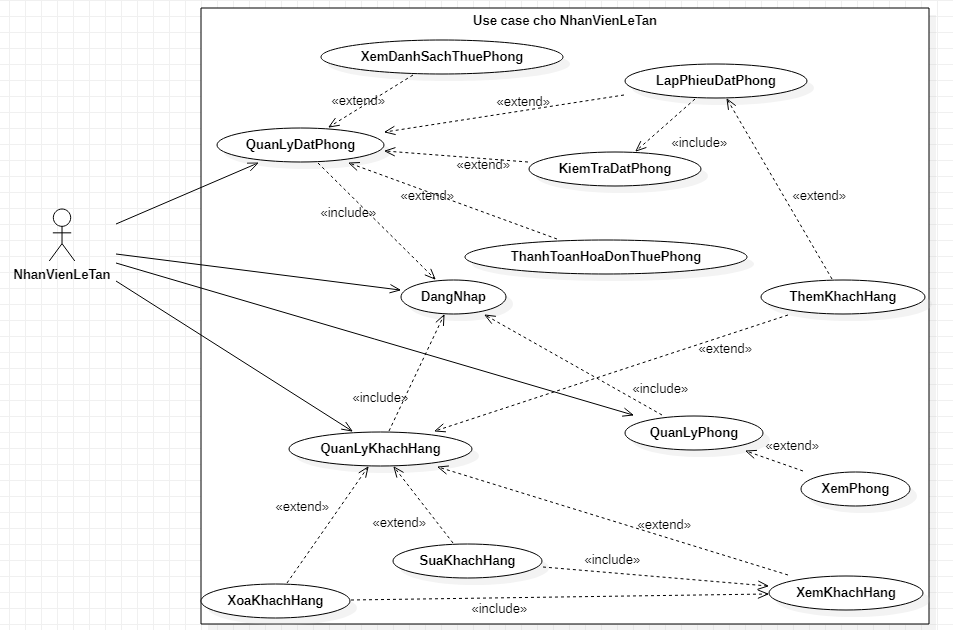 Use case cho NhanVienLeTan
XemDanhSachThuePhong
LapPhieuDatPhong
«extend»
«extend»
QuanLyDatPhong
«include»
«extend»
KiemTraDatPhong
«extend»
«extend»
«include»
ThanhToanHoaDonThuePhong
NhanVienLeTan
DangNhap
ThemKhachHang
«extend»
«include»
«include»
QuanLyPhong
QuanLyKhachHang
«extend»
XemPhong
«extend»
«extend»
«extend»
SuaKhachHang
«include»
XoaKhachHang
XemKhachHang
«include»